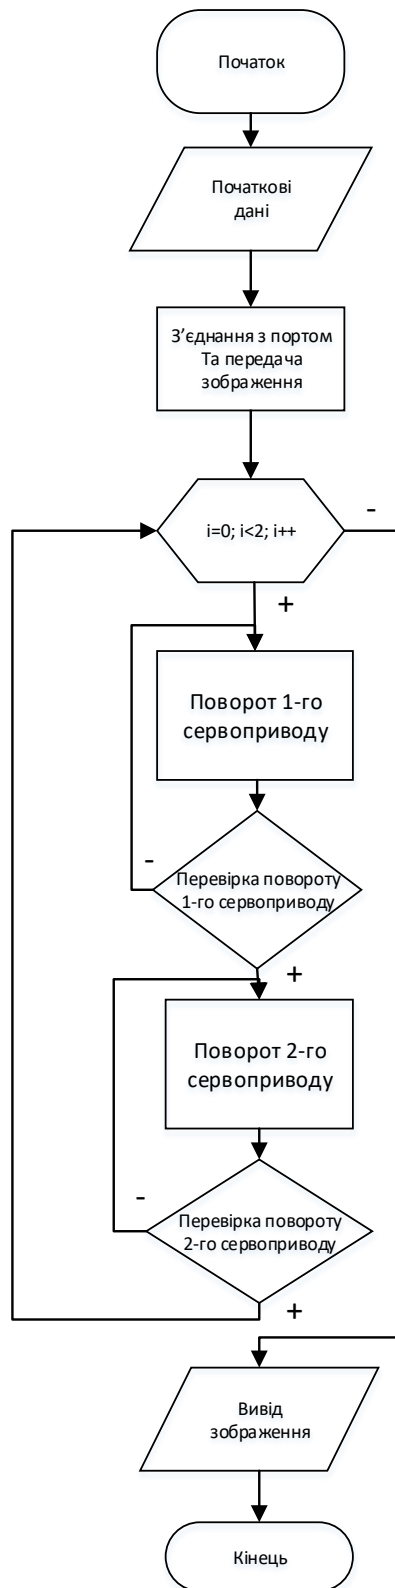 Початок
Початкові
дані
З’єднання з портом
Та передача
зображення
i=0; i<2; i++
-
+
Поворот 1-го
сервоприводу
-
Перевірка повороту
1-го сервоприводу
+
Поворот 2-го
сервоприводу
-
Перевірка повороту
2-го сервоприводу
+
Вивід
зображення
Кінець